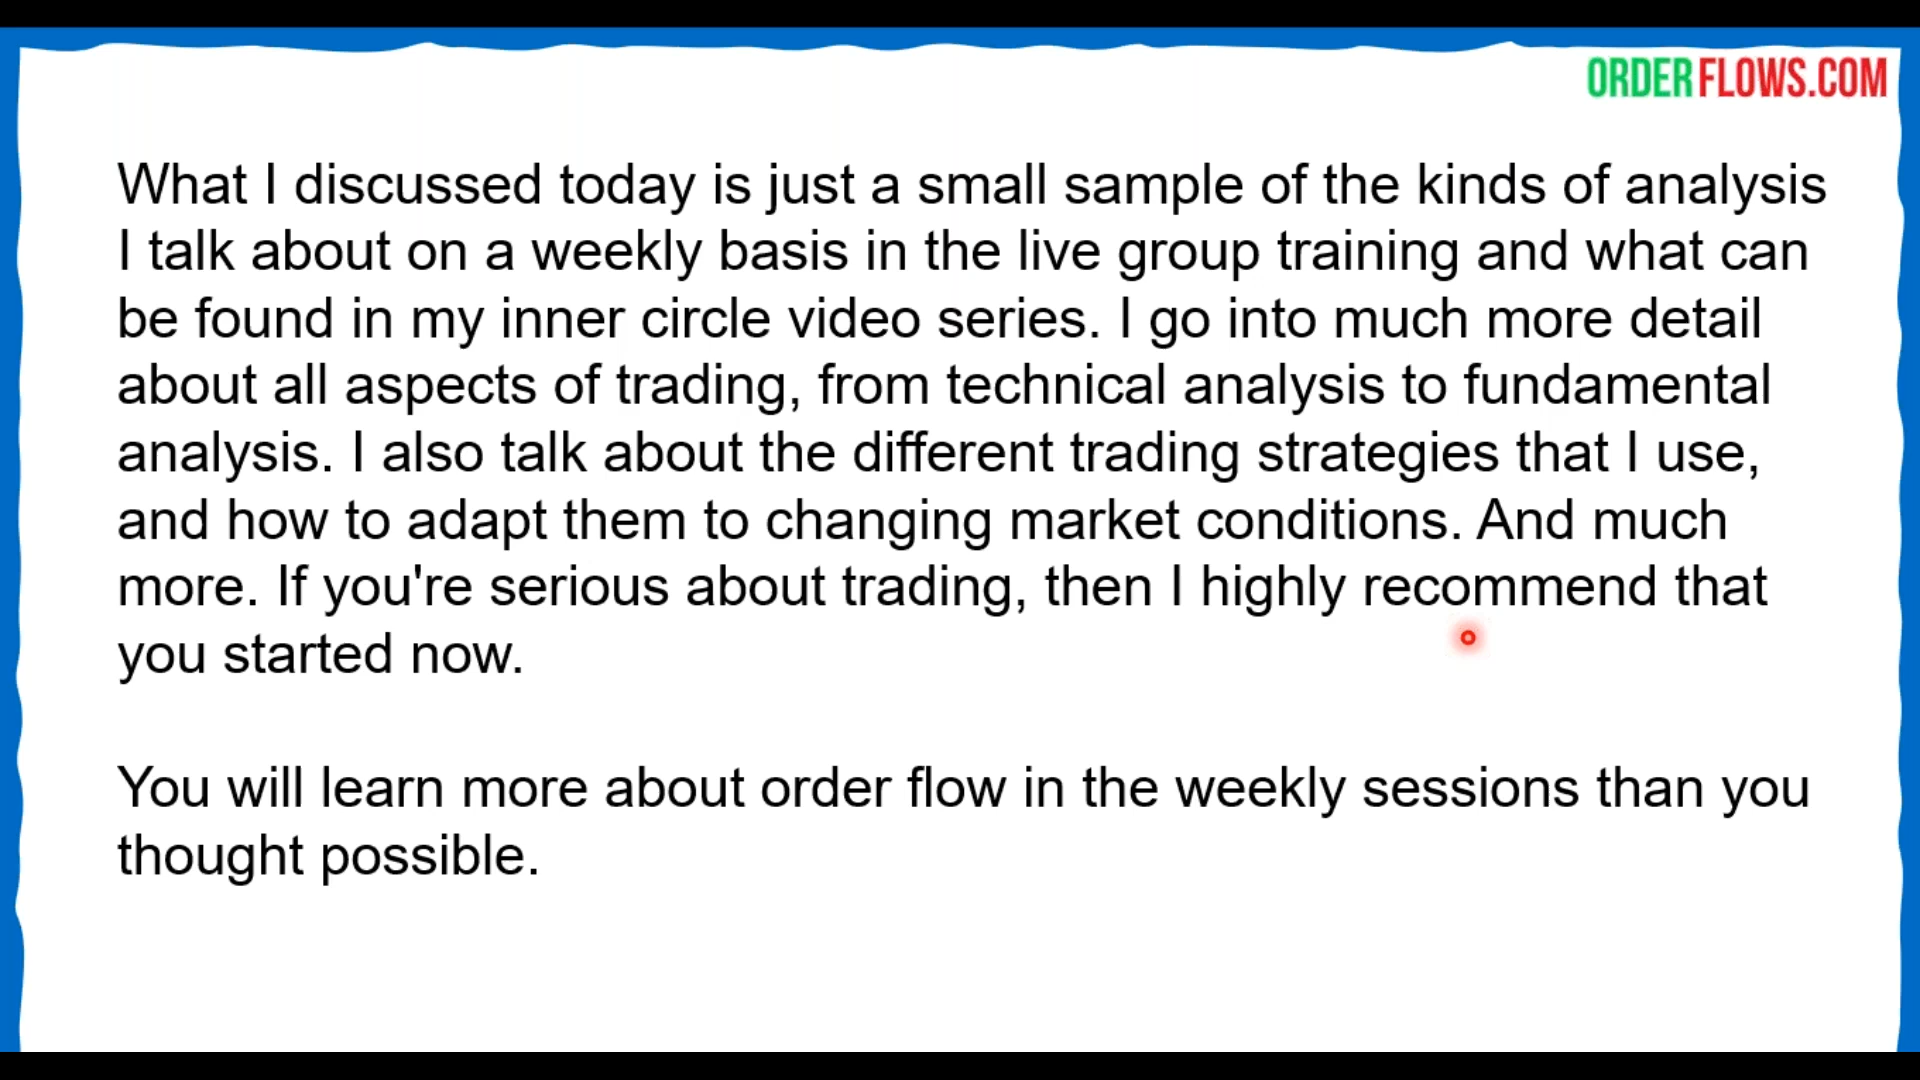 ORDERFLOWS.COM
What I discussed today is just a small sample of the kinds of analysis
I talk about on a weekly basis in the live group training and what can
be found in my inner circle video series. I go into much more detail
about all aspects of trading, from technical analysis to fundamental
analysis. I also talk about the different trading strategies that I use,
and how to adapt them to changing market conditions. And much
more. If you're serious about trading, then I highly recommend that
you started now.
You will learn more about order flow in the weekly sessions than you
thought possible.